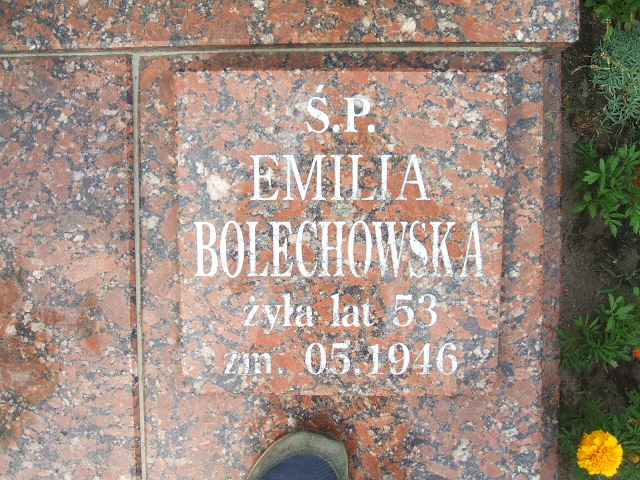 Ś.P.
EMILIA
BOLECHOWSKA
żyła lat 53
zm. 05.1946